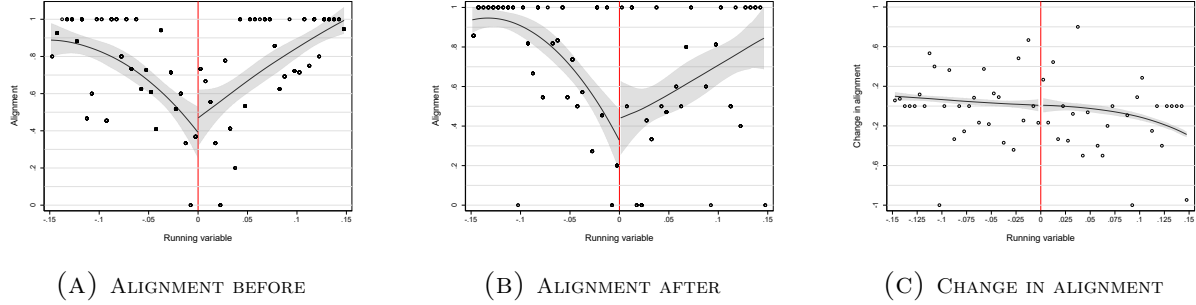 1
.8
.6
.4
.2
0
Alignment
-.15 -.1 -.05 0 .05 .1 .15
Running variable
(A) Alignment before
1
.8
.6
.4
.2
0
Alignment
-.15 -.1 -.05 0 .05 .1 .15
Running variable
(B) Alignment after
1
.6
.2
-.2
-.6
-1
Change in alignment
-.15 -.125 -.1 -.075 -.05 -.025 0 .025 .05 .075 .1 .125 .15
Running variable
(C) Change in alignment